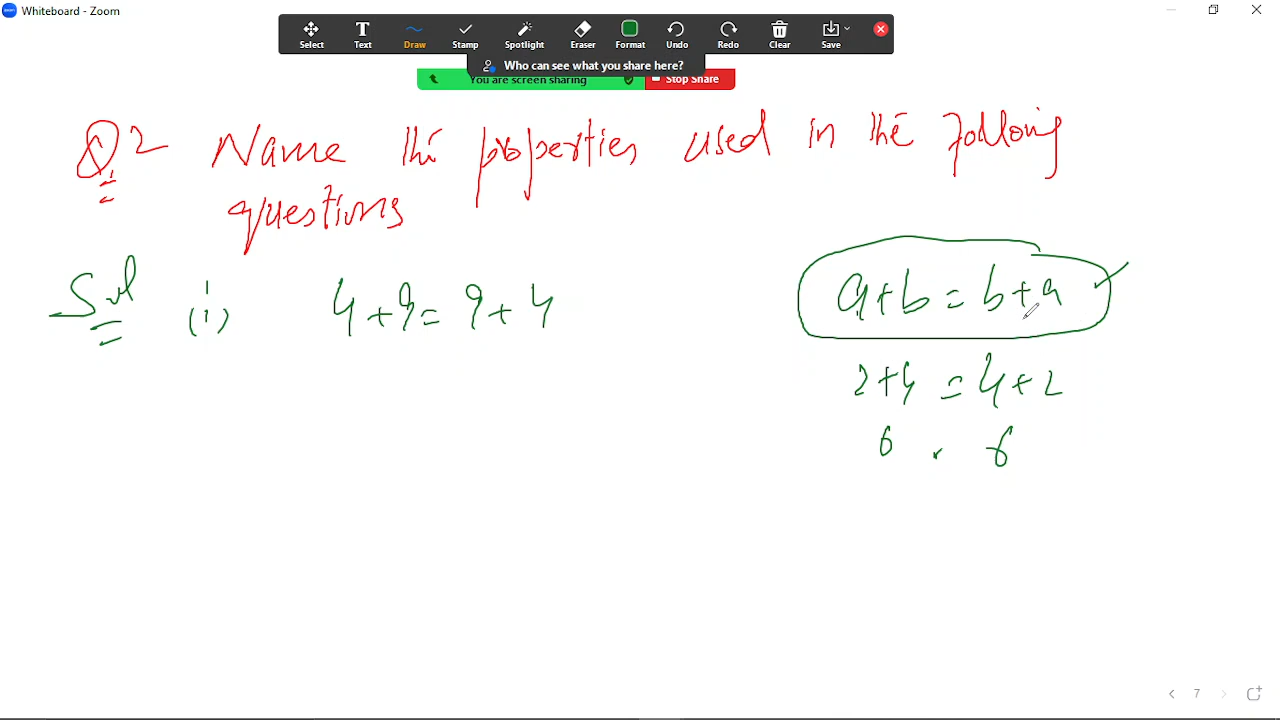 Whiteboard - Zoom
Select Text Draw Stamp Spotlight Eraser Format Undo Redo Clear Save
Who can see what you share here?
You are screen sharing Stop Share
Q2 Name the properties used in the following
questions
Sol (i) 4+9=9+4
a+b=b+a
2+4=4+2
6 6
7